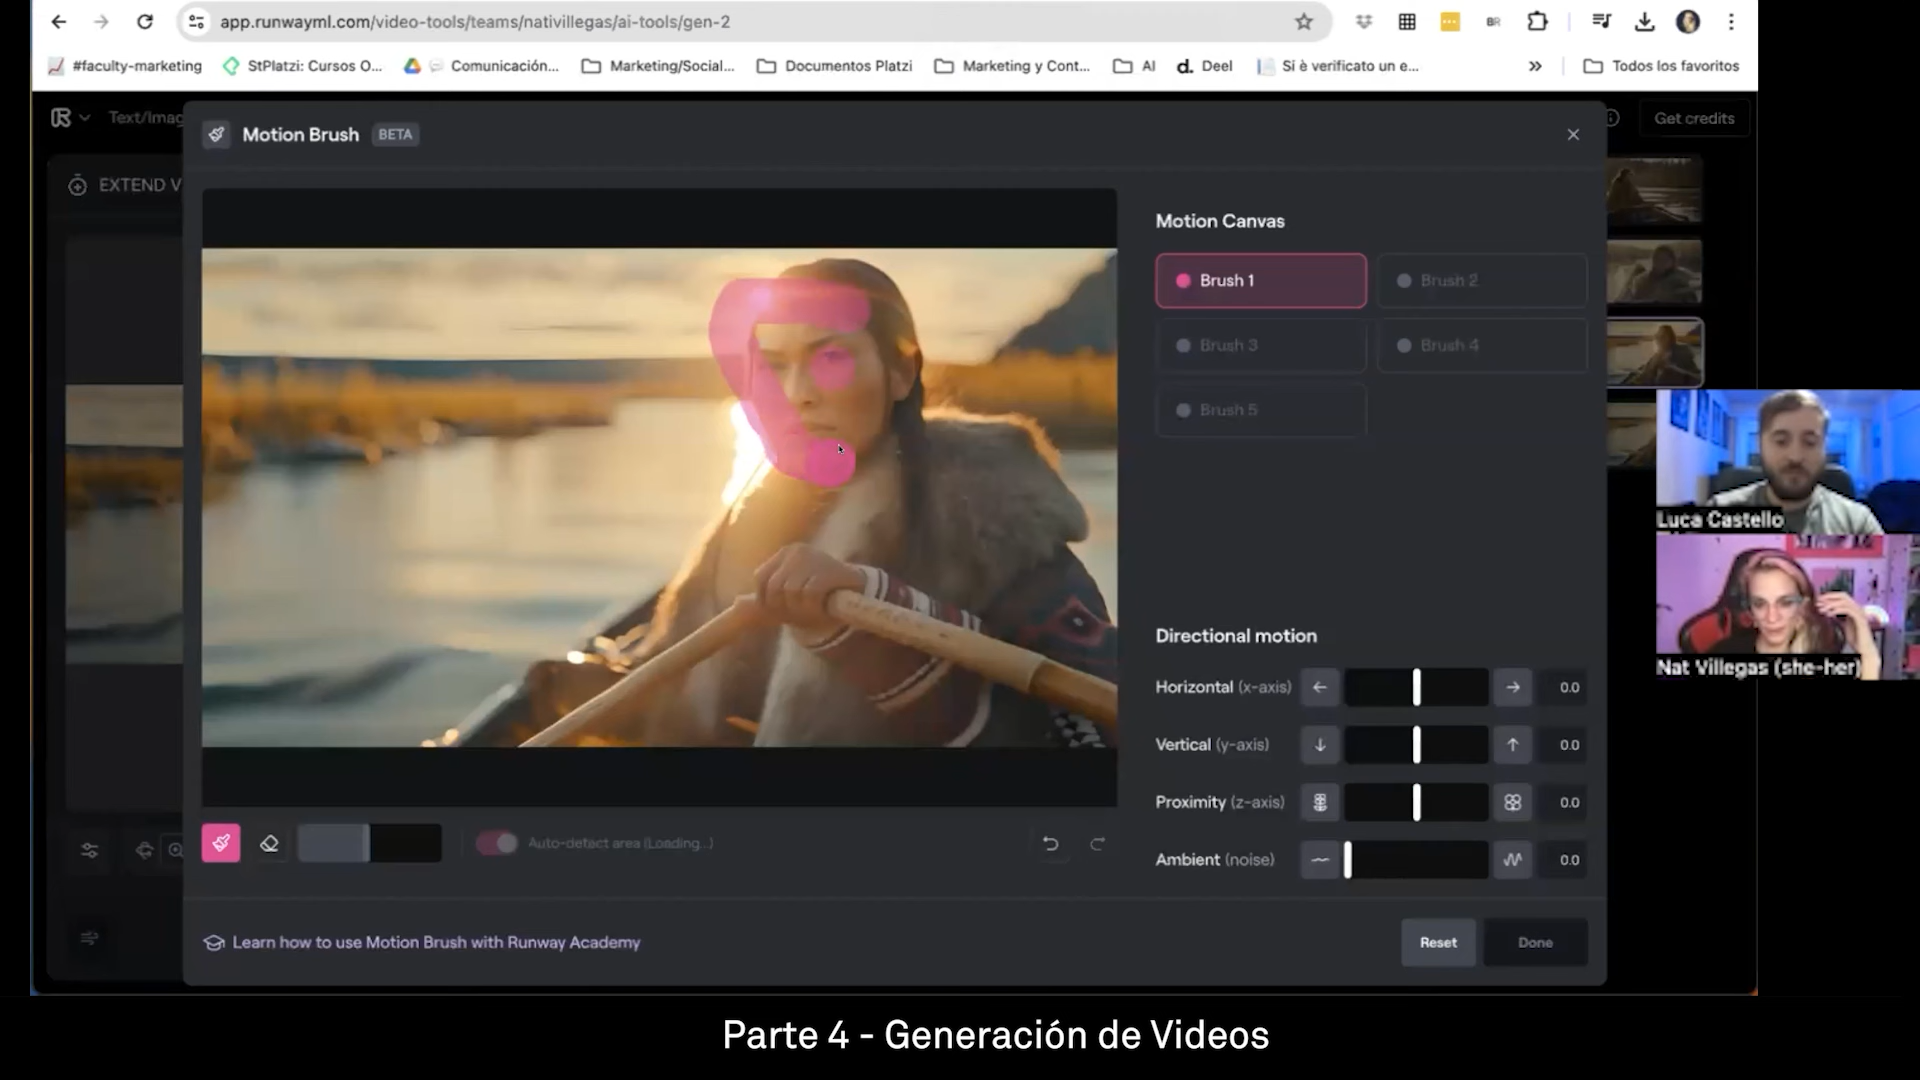 app.runwayml.com/video-tools/teams/nativillegas/ai-tools/gen-2
BR
#faculty-marketing
StPlatzi: Cursos O...
Comunicación...
Marketing/Social...
Documentos Platzi
Marketing y Cont...
AI
d. Deel
Si è verificato un e...
»
Todos los favoritos
Text/Imag
Get credits
Motion Brush BETA
EXTEND V
Motion Canvas
Brush 1
Brush 2
Brush 3
Brush 4
Brush 5
Luca Castello
Nat Villegas (she-her)
Directional motion
Horizontal (x-axis) 0.0
Vertical (y-axis) 0.0
Proximity (z-axis) 0.0
Ambient (noise) 0.0
Auto-detect area (Loading..)
Learn how to use Motion Brush with Runway Academy
Reset
Done
Parte 4 - Generación de Videos